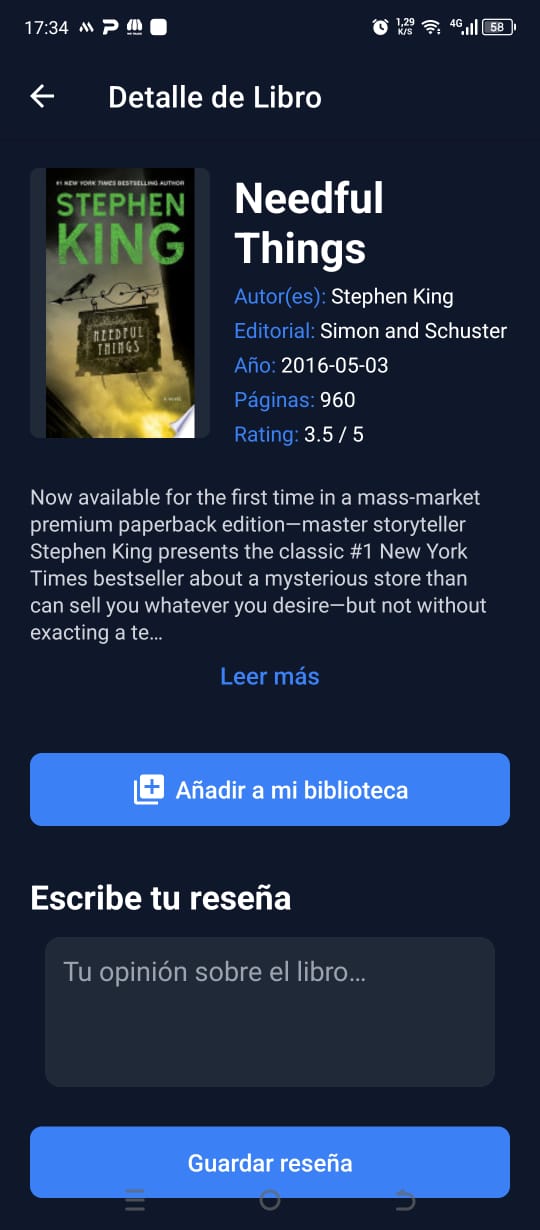 17:34
1,29
K/S
4G
58
Detalle de Libro
#1 NEW YORK TIMES BESTSELLING AUTHOR
STEPHEN
KING
NEEDFUL
THINGS
A NOVEL
Needful
Things
Autor(es): Stephen King
Editorial: Simon and Schuster
Año: 2016-05-03
Páginas: 960
Rating: 3.5 / 5
Now available for the first time in a mass-market
premium paperback edition—master storyteller
Stephen King presents the classic #1 New York
Times bestseller about a mysterious store than
can sell you whatever you desire—but not without
exacting a te…
Leer más
Añadir a mi biblioteca
Escribe tu reseña
Tu opinión sobre el libro…
Guardar reseña